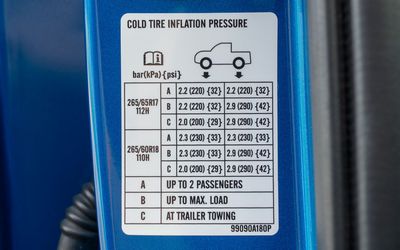 COLD TIRE INFLATION PRESSURE
bar(kPa){psi}
265/65R17 112H A 2.2 (220) {32} 2.2 (220) {32}
B 2.2 (220) {32} 2.9 (290) {42}
C 2.0 (200) {29} 2.9 (290) {42}
265/60R18 110H A 2.3 (230) {33} 2.3 (230) {33}
B 2.3 (230) {33} 2.9 (290) {42}
C 2.0 (200) {29} 2.9 (290) {42}
A UP TO 2 PASSENGERS
B UP TO MAX. LOAD
C AT TRAILER TOWING
99090A180P